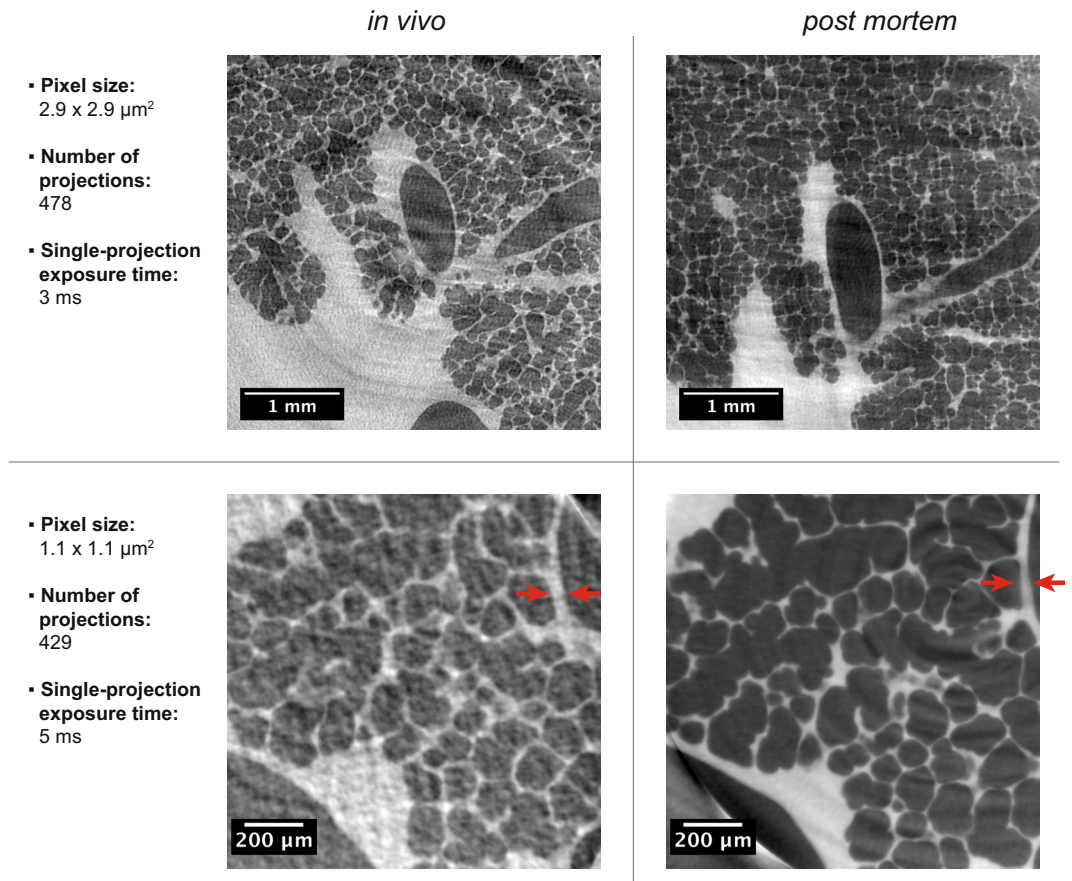 in vivo
post mortem
▪ Pixel size:
2.9 x 2.9 µm²
▪ Number of
projections:
478
▪ Single-projection
exposure time:
3 ms
1 mm
1 mm
▪ Pixel size:
1.1 x 1.1 µm²
▪ Number of
projections:
429
▪ Single-projection
exposure time:
5 ms
200 µm
200 µm